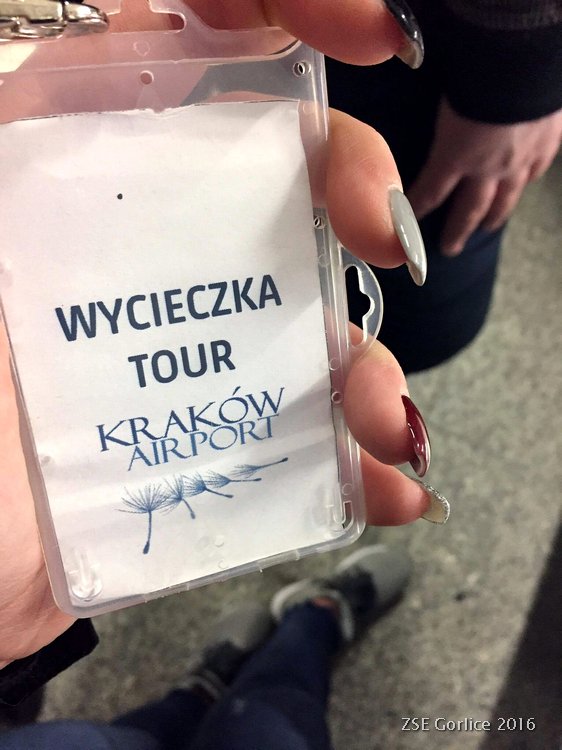 WYCIECZKA
TOUR
KRAKÓW
AIRPORT
ZSE Gorlice 2016